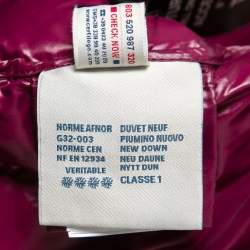 803 520 987 320
CHECK NOW!
NORME AFNOR
G32-003
NORME CEN
NF EN 12934
VERITABLE
DUVET NEUF
PIUMINO NUOVO
NEW DOWN
NEU DAUNE
NYTT DUN
CLASSE 1